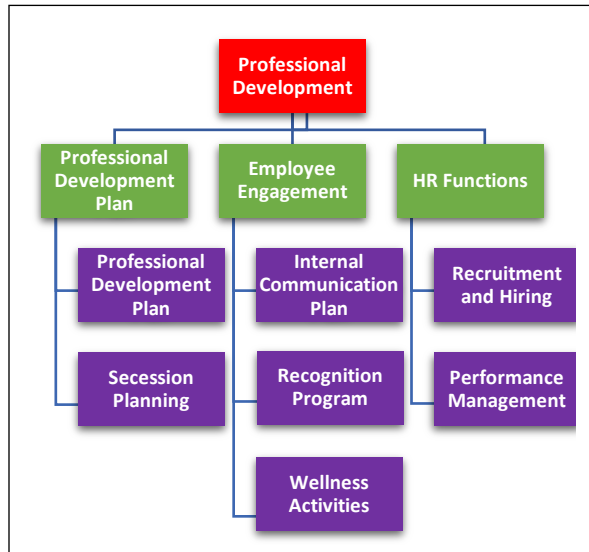 Professional
Development
Professional
Development
Plan
Employee
Engagement
HR Functions
Professional
Development
Plan
Internal
Communication
Plan
Recruitment
and Hiring
Secession
Planning
Recognition
Program
Performance
Management
Wellness
Activities